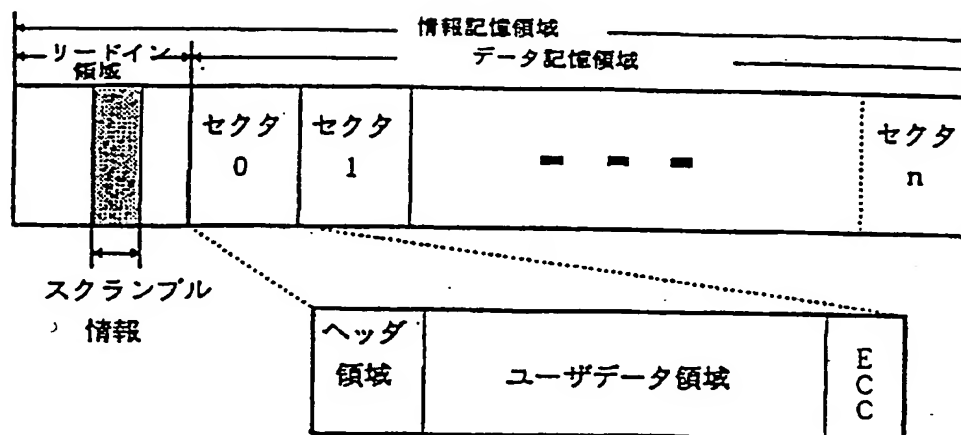 情報記憶領域
リードイン
領域
データ記憶領域
セクタ
0
セクタ
1
セクタ
n
スクランブル
情報
ヘッダ
領域
ユーザデータ領域
ECC